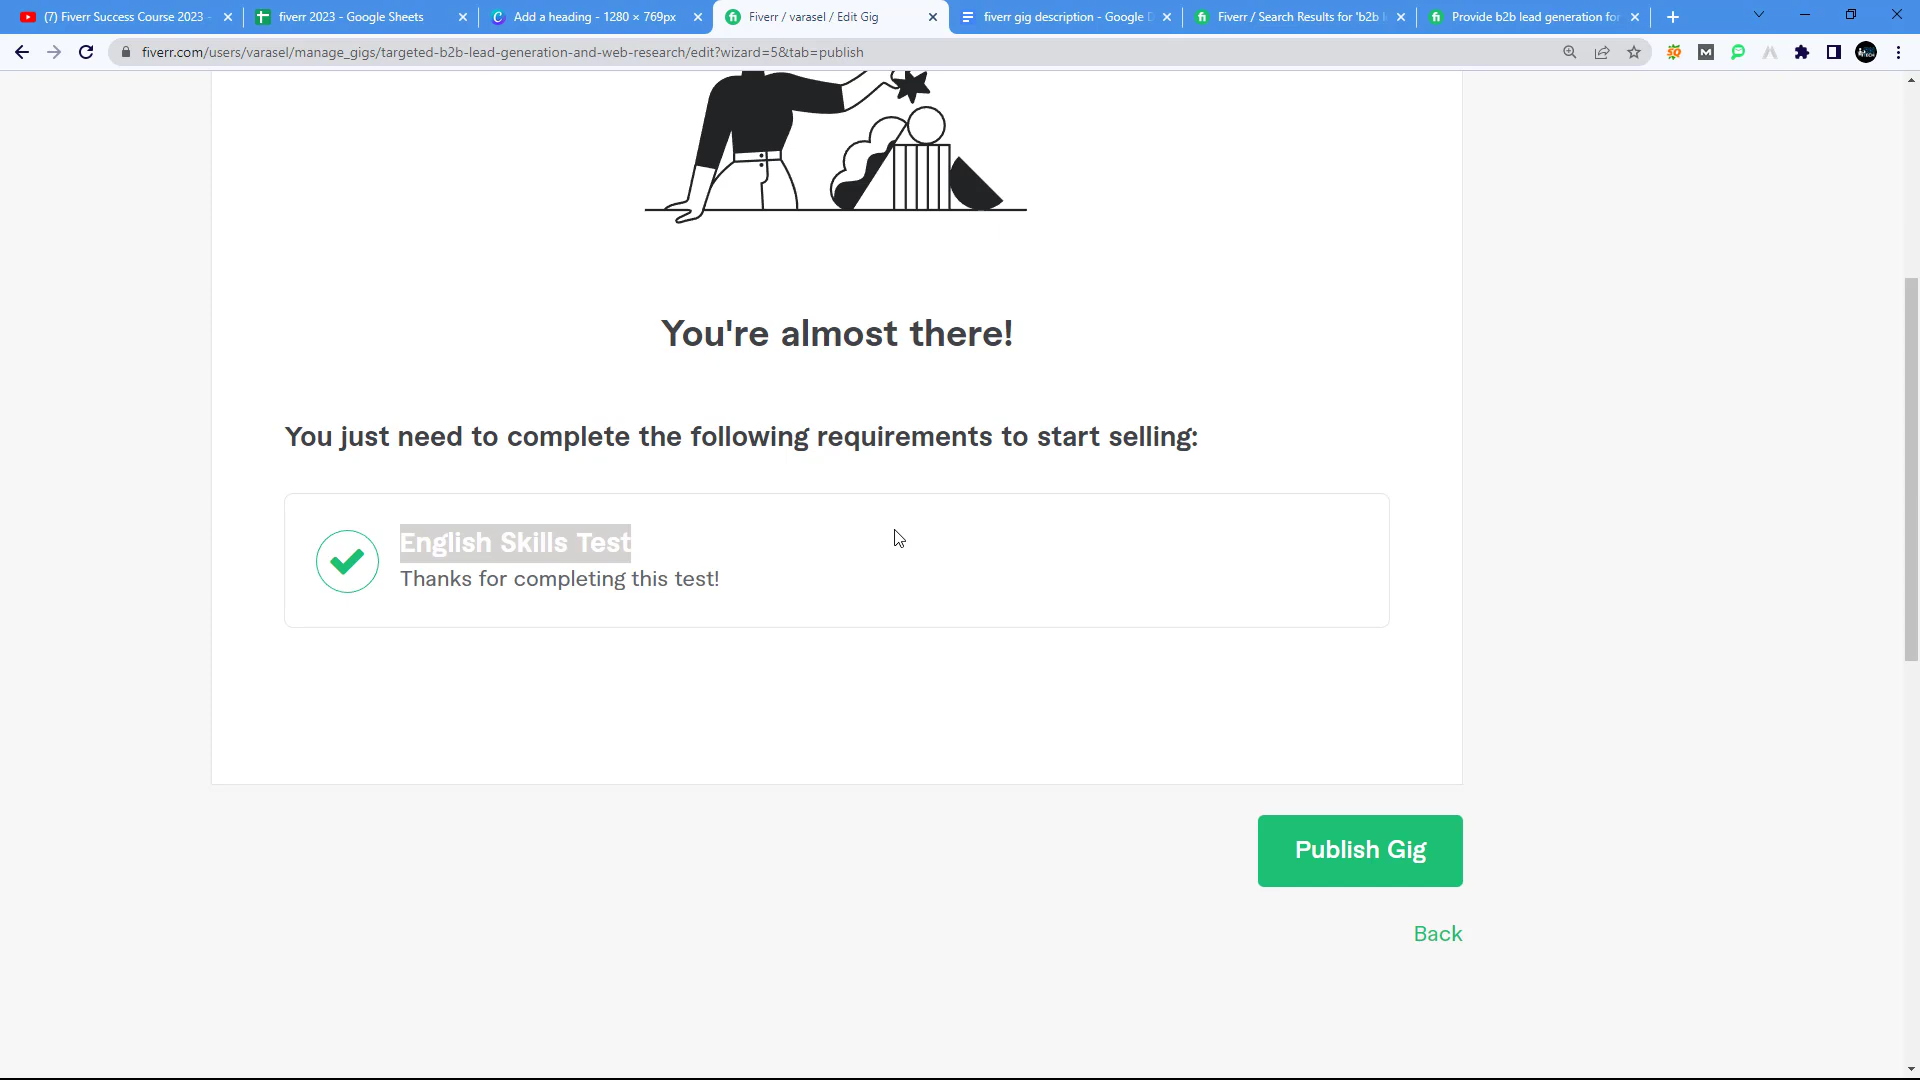 (7) Fiverr Success Course 2023 -
fiverr 2023 - Google Sheets
Add a heading - 1280 × 769px
Fiverr / varasel / Edit Gig
fiverr gig description - Google D
Fiverr / Search Results for 'b2b l
Provide b2b lead generation for
fiverr.com/users/varasel/manage_gigs/targeted-b2b-lead-generation-and-web-research/edit?wizard=5&tab=publish
You're almost there!
You just need to complete the following requirements to start selling:
English Skills Test
Thanks for completing this test!
Publish Gig
Back